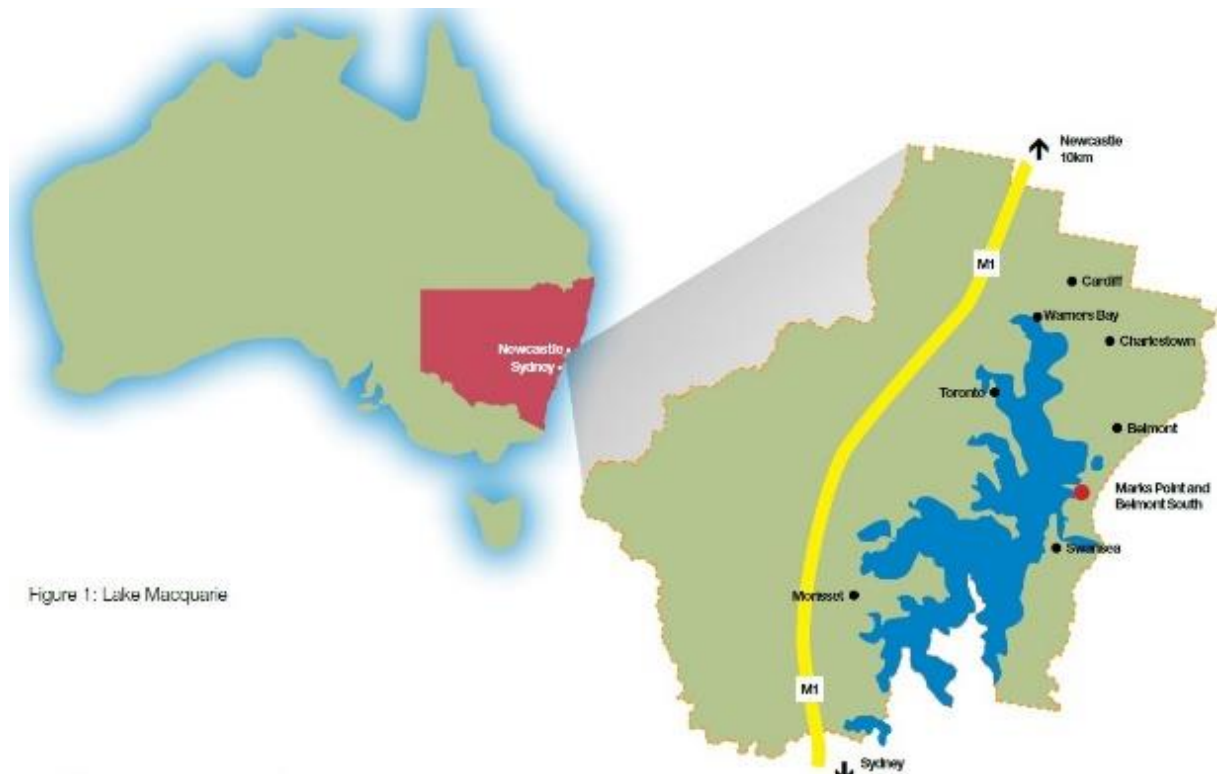 Newcastle
10km
M1
Cardiff
Warners Bay
Charlestown
Newcastle
Sydney
Toronto
Belmont
Marks Point and
Belmont South
Swansea
Figure 1: Lake Macquarie
Morisset
M1
Sydney